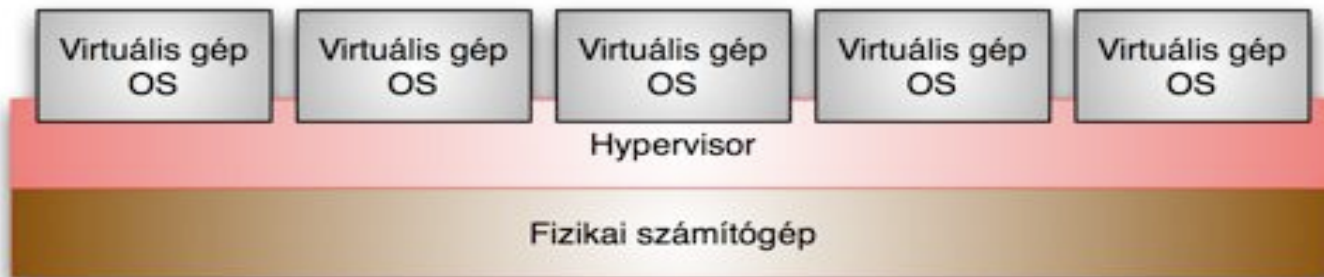 Virtuális gép
OS
Virtuális gép
OS
Virtuális gép
OS
Virtuális gép
OS
Virtuális gép
OS
Hypervisor
Fizikai számítógép